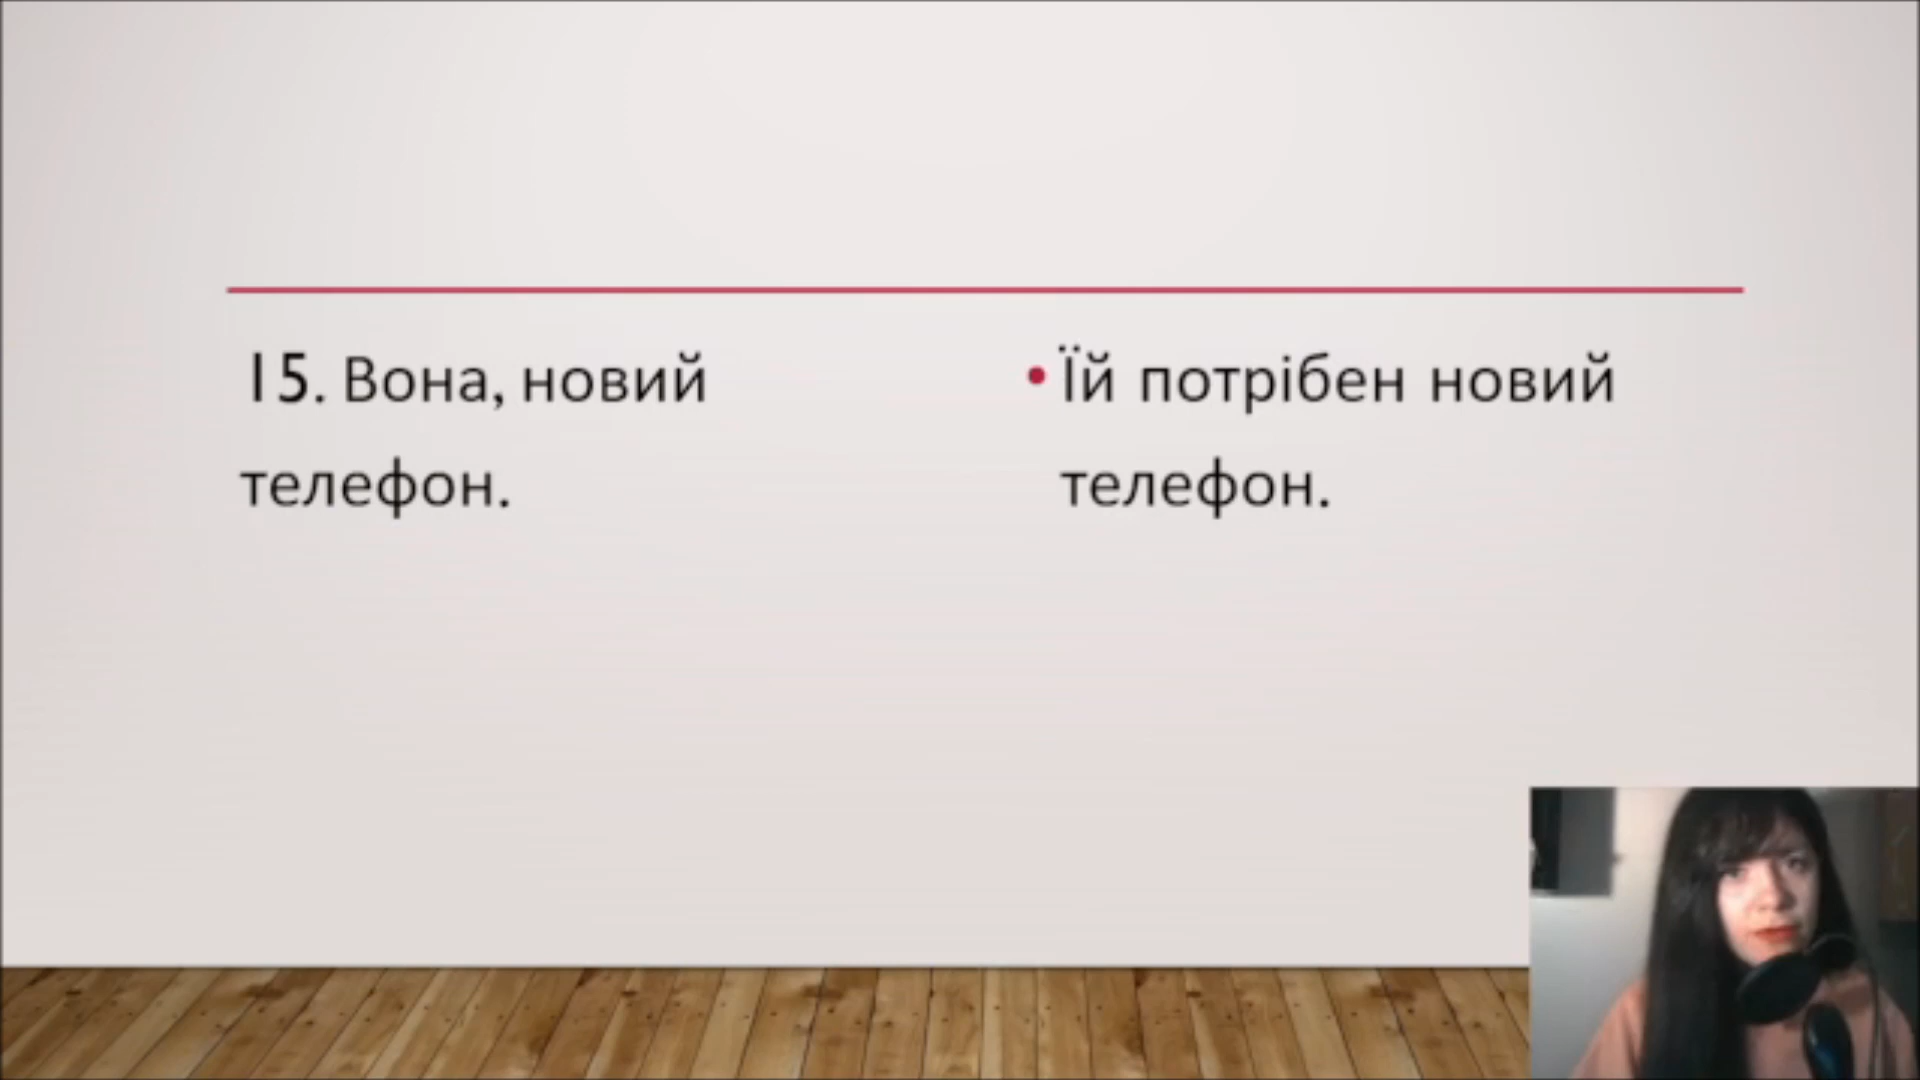 15. Вона, новий
телефон.
• Їй потрібен новий
телефон.